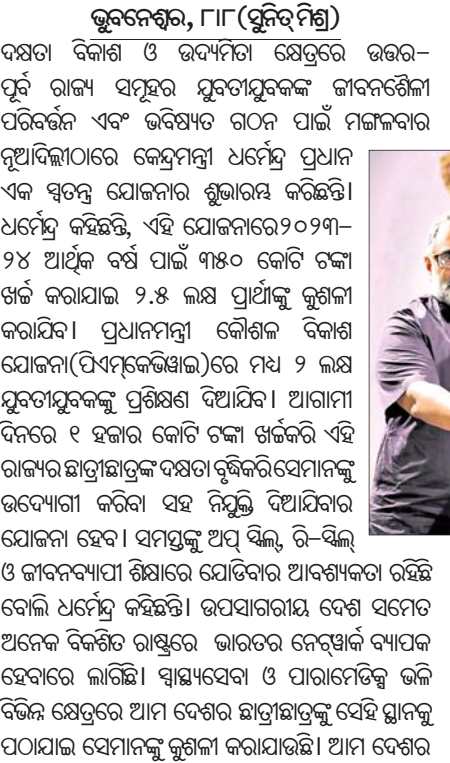 ଭୁବନେଶ୍ୱର, ୮।୮(ସୁନିତ୍ ମିଶ୍ର)
ଦକ୍ଷତା ବିକାଶ ଓ ଉଦ୍ୟମିତା କ୍ଷେତ୍ରରେ ଉତ୍ତର–
ପୂର୍ବ ରାଜ୍ୟ ସମୂହର ଯୁବତୀଯୁବକଙ୍କ ଜୀବନଶୈଳୀ
ପରିବର୍ତ୍ତନ ଏବଂ ଭବିଷ୍ୟତ ଗଠନ ପାଇଁ ମଙ୍ଗଳବାର
ନୂଆଦିଲ୍ଲୀଠାରେ କେନ୍ଦ୍ରମନ୍ତ୍ରୀ ଧର୍ମେନ୍ଦ୍ର ପ୍ରଧାନ
ଏକ ସ୍ୱତନ୍ତ୍ର ଯୋଜନାର ଶୁଭାରମ୍ଭ କରିଛନ୍ତି।
ଧର୍ମେନ୍ଦ୍ର କହିଛନ୍ତି, ଏହି ଯୋଜନାରେ୨୦୨୩–
୨୪ ଆର୍ଥିକ ବର୍ଷ ପାଇଁ ୩୫୦ କୋଟି ଟଙ୍କା
ଖର୍ଚ୍ଚ କରାଯାଇ ୨.୫ ଲକ୍ଷ ପ୍ରାର୍ଥୀଙ୍କୁ କୁଶଳୀ
କରାଯିବ। ପ୍ରଧାନମନ୍ତ୍ରୀ କୌଶଳ ବିକାଶ
ଯୋଜନା(ପିଏମ୍‌କେଭିୱାଇ)ରେ ମଧ୍ୟ ୨ ଲକ୍ଷ
ଯୁବତୀଯୁବକଙ୍କୁ ପ୍ରଶିକ୍ଷଣ ଦିଆଯିବ। ଆଗାମୀ
ଦିନରେ ୧ ହଜାର କୋଟି ଟଙ୍କା ଖର୍ଚ୍ଚକରି ଏହି
ରାଜ୍ୟର ଛାତ୍ରୀଛାତ୍ରଙ୍କ ଦକ୍ଷତା ବୃଦ୍ଧିକରି ସେମାନଙ୍କୁ
ଉଦ୍ୟୋଗୀ କରିବା ସହ ନିଯୁକ୍ତି ଦିଆଯିବାର
ଯୋଜନା ହେବ। ସମସ୍ତଙ୍କୁ ଅପ୍ ସ୍କିଲ୍, ରି–ସ୍କିଲ୍
ଓ ଜୀବନବ୍ୟାପୀ ଶିକ୍ଷାରେ ଯୋଡିବାର ଆବଶ୍ୟକତା ରହିଛି
ବୋଲି ଧର୍ମେନ୍ଦ୍ର କହିଛନ୍ତି। ଉପସାଗରୀୟ ଦେଶ ସମେତ
ଅନେକ ବିକଶିତ ରାଷ୍ଟ୍ରରେ ଭାରତର ନେଟ୍‌ୱାର୍କ ବ୍ୟାପକ
ହେବାରେ ଲାଗିଛି। ସ୍ୱାସ୍ଥ୍ୟସେବା ଓ ପାରାମେଡିକ୍ସ ଭଳି
ବିଭିନ୍ନ କ୍ଷେତ୍ରରେ ଆମ ଦେଶର ଛାତ୍ରୀଛାତ୍ରଙ୍କୁ ସେହି ସ୍ଥାନକୁ
ପଠାଯାଇ ସେମାନଙ୍କୁ କୁଶଳୀ କରାଯାଉଛି। ଆମ ଦେଶର